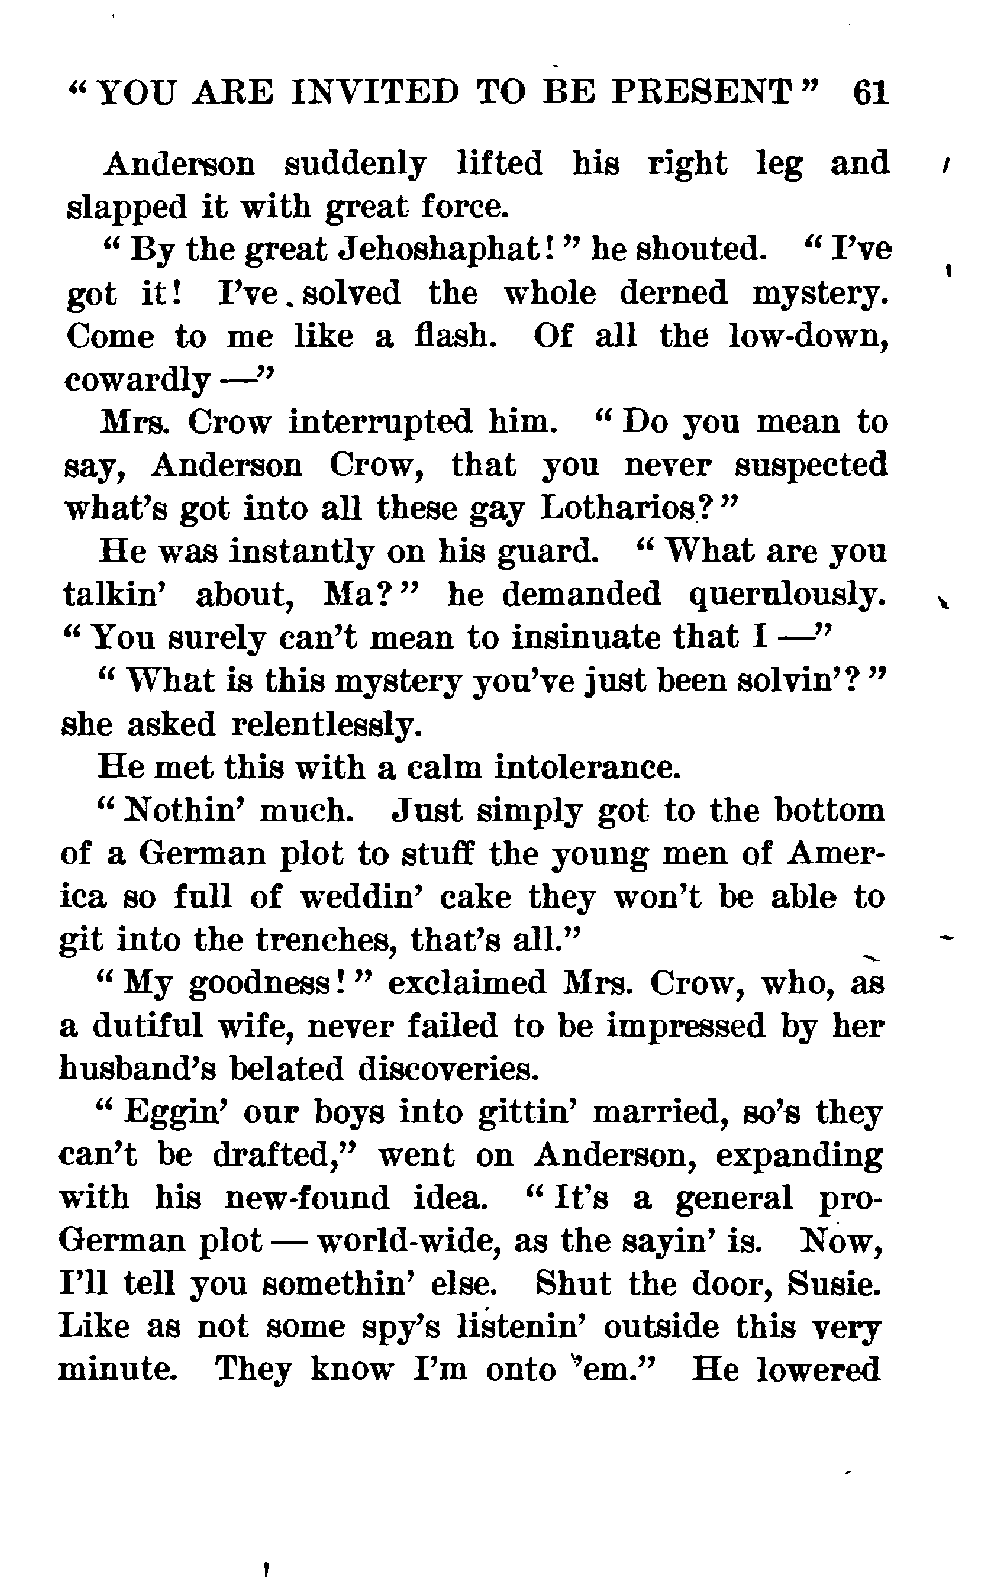 “ YOU ARE INVITED TO BE PRESENT ” 61
Anderson suddenly lifted his right leg and
slapped it with great force.
“ By the great Jehoshaphat! ” he shouted. “ I’ve
got it! I’ve solved the whole derned mystery.
Come to me like a flash. Of all the low-down,
cowardly —”
Mrs. Crow interrupted him. “ Do you mean to
say, Anderson Crow, that you never suspected
what’s got into all these gay Lotharios? ”
He was instantly on his guard. “ What are you
talkin’ about, Ma? ” he demanded querulously.
“ You surely can’t mean to insinuate that I —”
“ What is this mystery you’ve just been solvin’? ”
she asked relentlessly.
He met this with a calm intolerance.
“ Nothin’ much. Just simply got to the bottom
of a German plot to stuff the young men of Amer-
ica so full of weddin’ cake they won’t be able to
git into the trenches, that’s all.”
“ My goodness! ” exclaimed Mrs. Crow, who, as
a dutiful wife, never failed to be impressed by her
husband’s belated discoveries.
“ Eggin’ our boys into gittin’ married, so’s they
can’t be drafted,” went on Anderson, expanding
with his new-found idea. “ It’s a general pro-
German plot — world-wide, as the sayin’ is. Now,
I’ll tell you somethin’ else. Shut the door, Susie.
Like as not some spy’s listenin’ outside this very
minute. They know I’m onto ’em.” He lowered